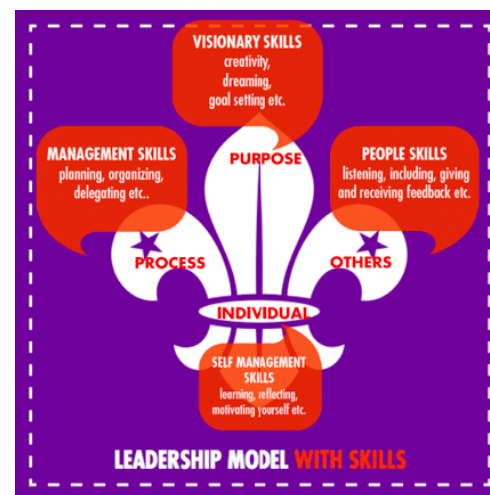 VISIONARY SKILLS
creativity,
dreaming,
goal setting etc.
MANAGEMENT SKILLS
planning, organizing,
delegating etc..
PURPOSE
PEOPLE SKILLS
listening, including, giving
and receiving feedback etc.
PROCESS
OTHERS
INDIVIDUAL
SELF MANAGEMENT
SKILLS
learning, reflecting,
motivating yourself etc.
LEADERSHIP MODEL WITH SKILLS